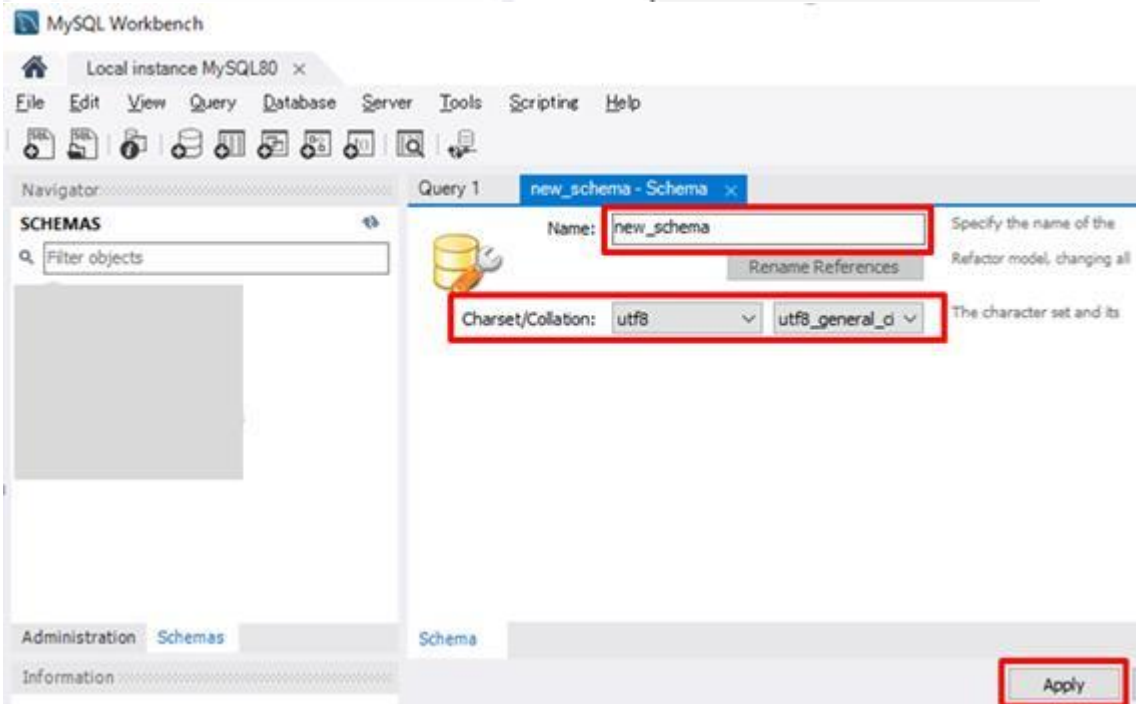 MySQL Workbench
Local instance MySQL80 ×
File Edit View Query Database Server Tools Scripting Help
Navigator
Query 1 new_schema - Schema ×
SCHEMAS
Name: new_schema
Specify the name of the
Filter objects
Rename References
Refactor model, changing all
Charset/Collation: utf8 utf8_general_ci
The character set and its
Administration Schemas
Schema
Information
Apply